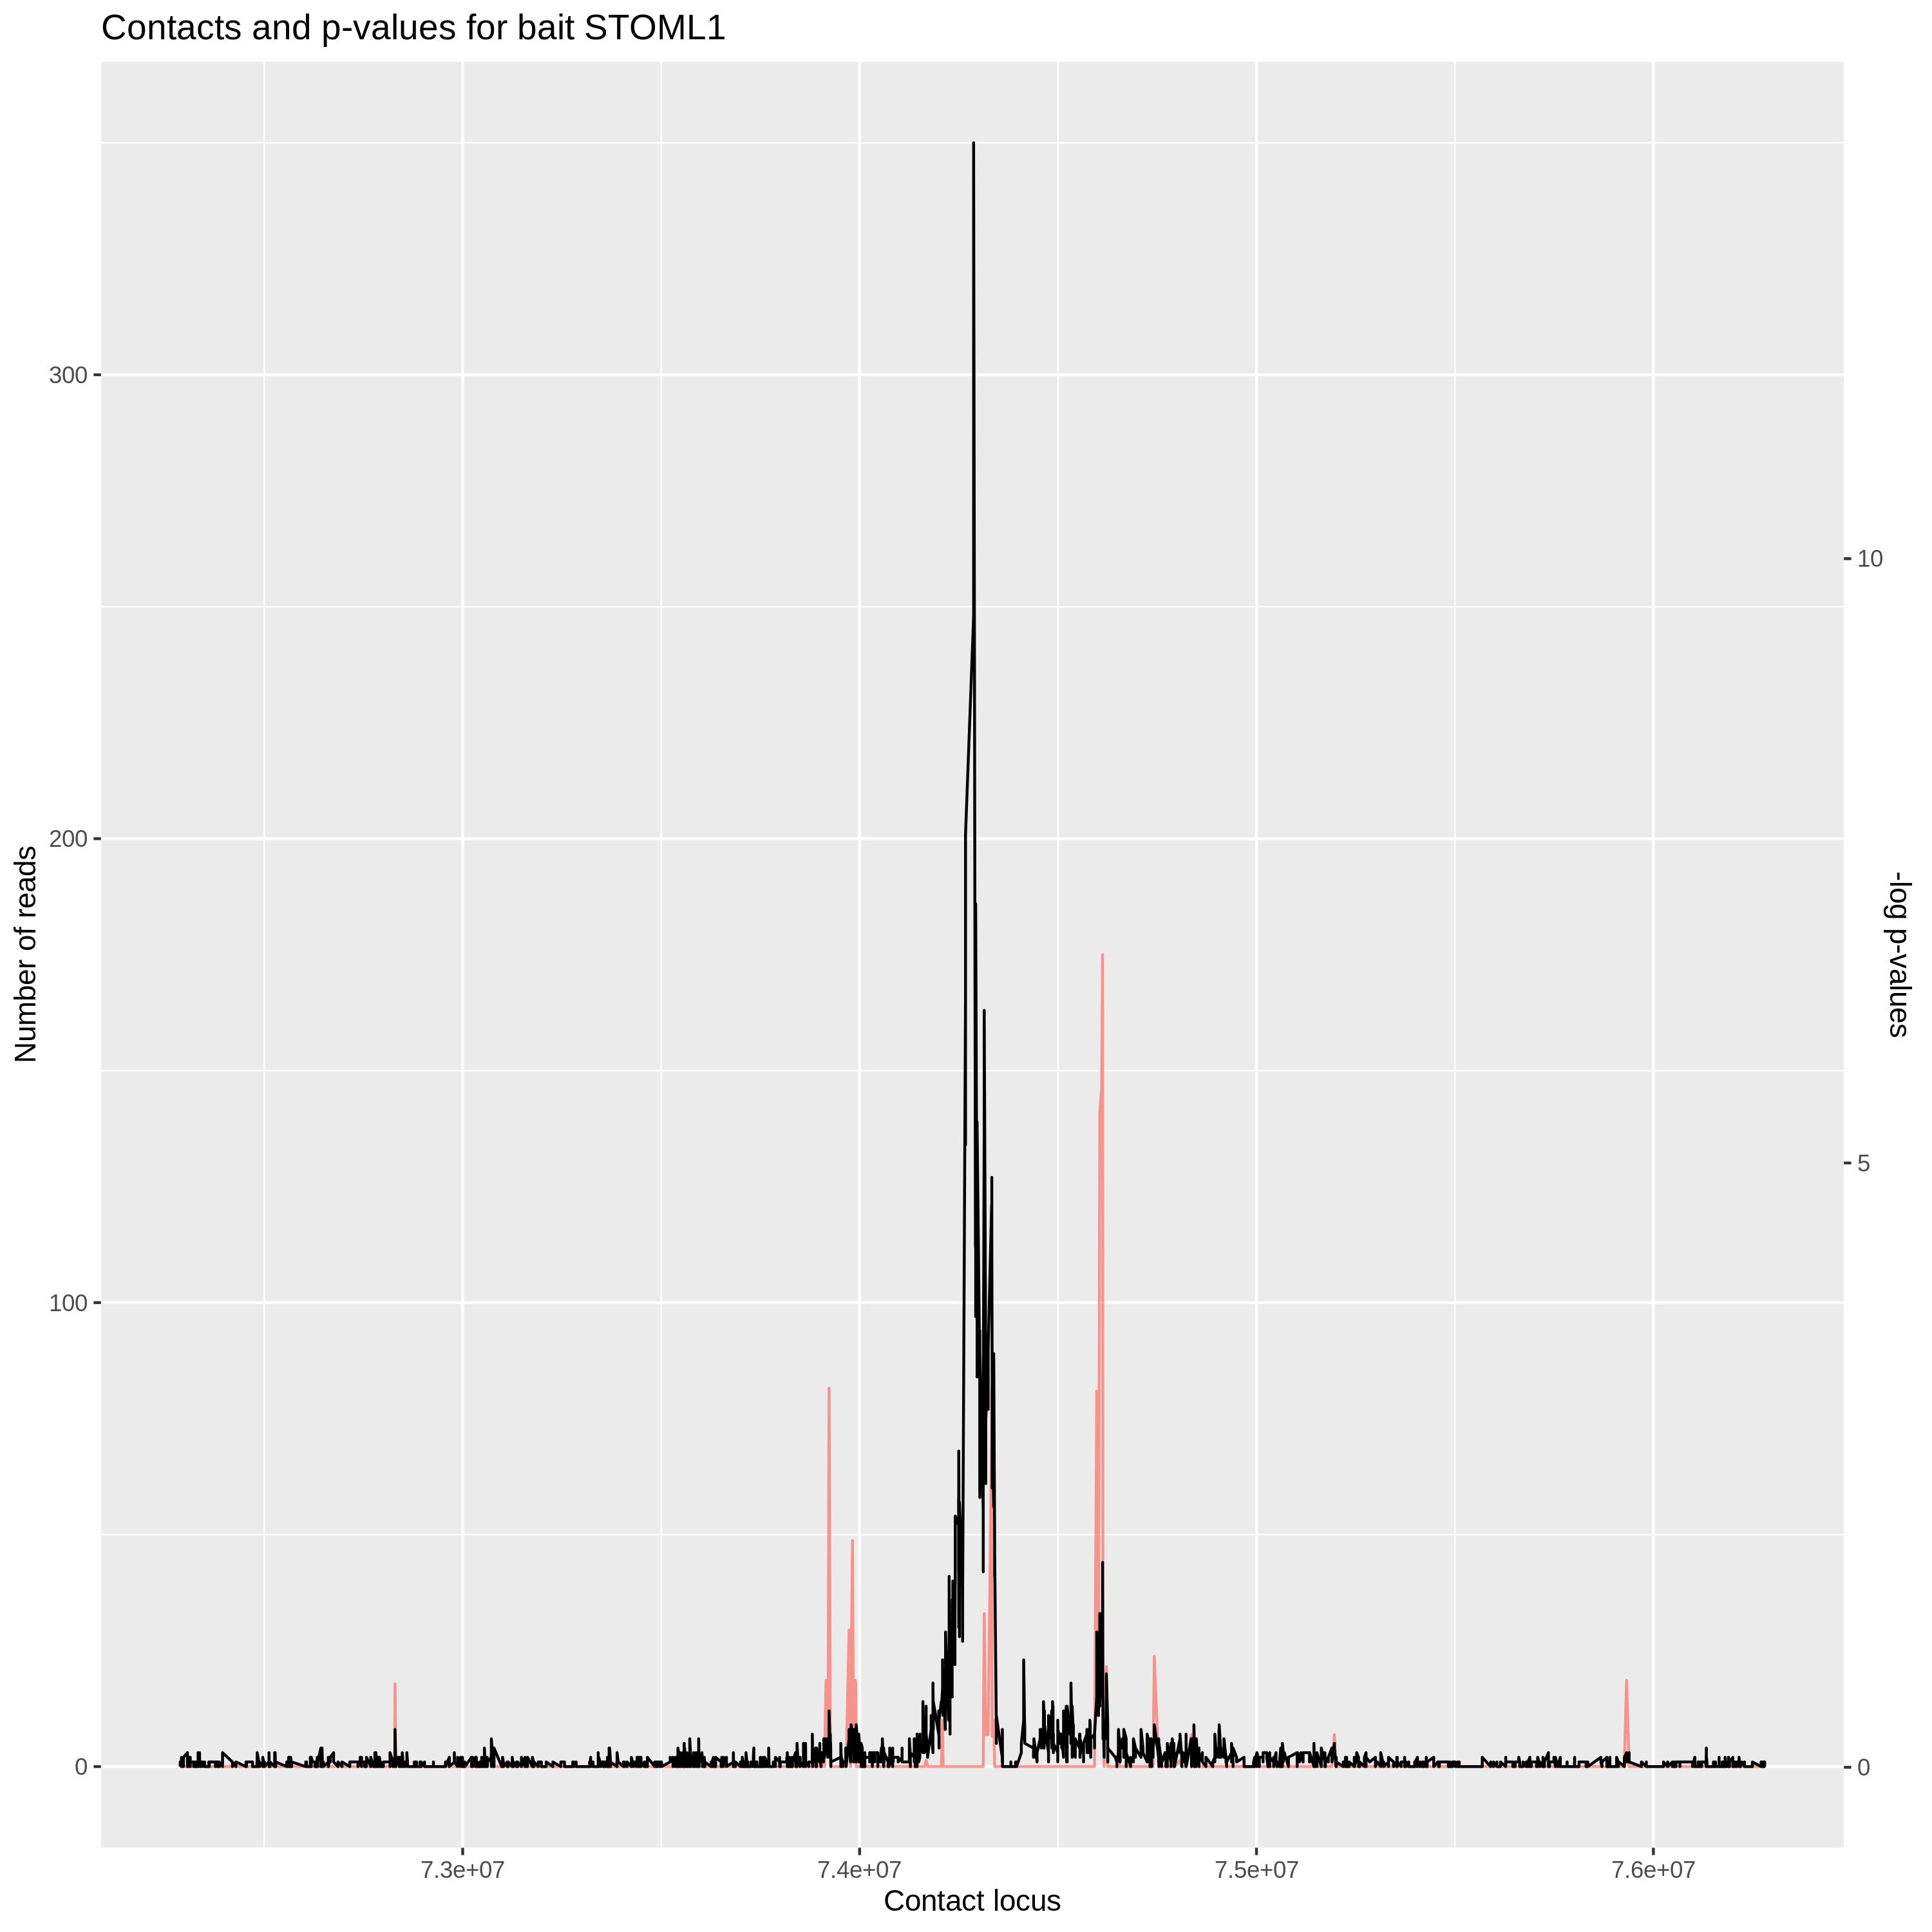 Contacts and p-values for bait STOML1
Number of reads
300
200
100
0
10
5
0
-log p-values
7.3e+07
7.4e+07
7.5e+07
7.6e+07
Contact locus